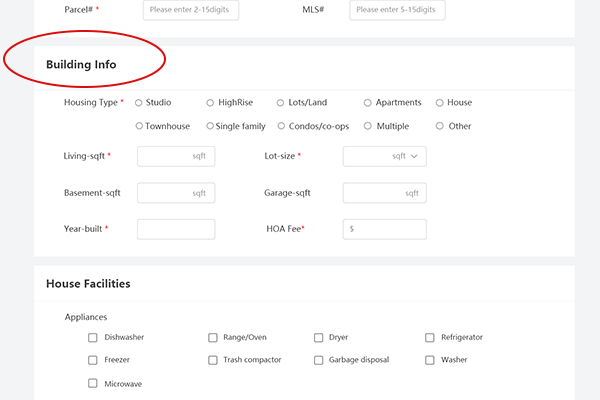 Parcel# * Please enter 2-15digits MLS# Please enter 5-15digits
Building Info
Housing Type * Studio HighRise Lots/Land Apartments House
Townhouse Single family Condos/co-ops Multiple Other
Living-sqft * sqft Lot-size * sqft
Basement-sqft sqft Garage-sqft sqft
Year-built * HOA Fee* $
House Facilities
Appliances
Dishwasher Range/Oven Dryer Refrigerator
Freezer Trash compactor Garbage disposal Washer
Microwave